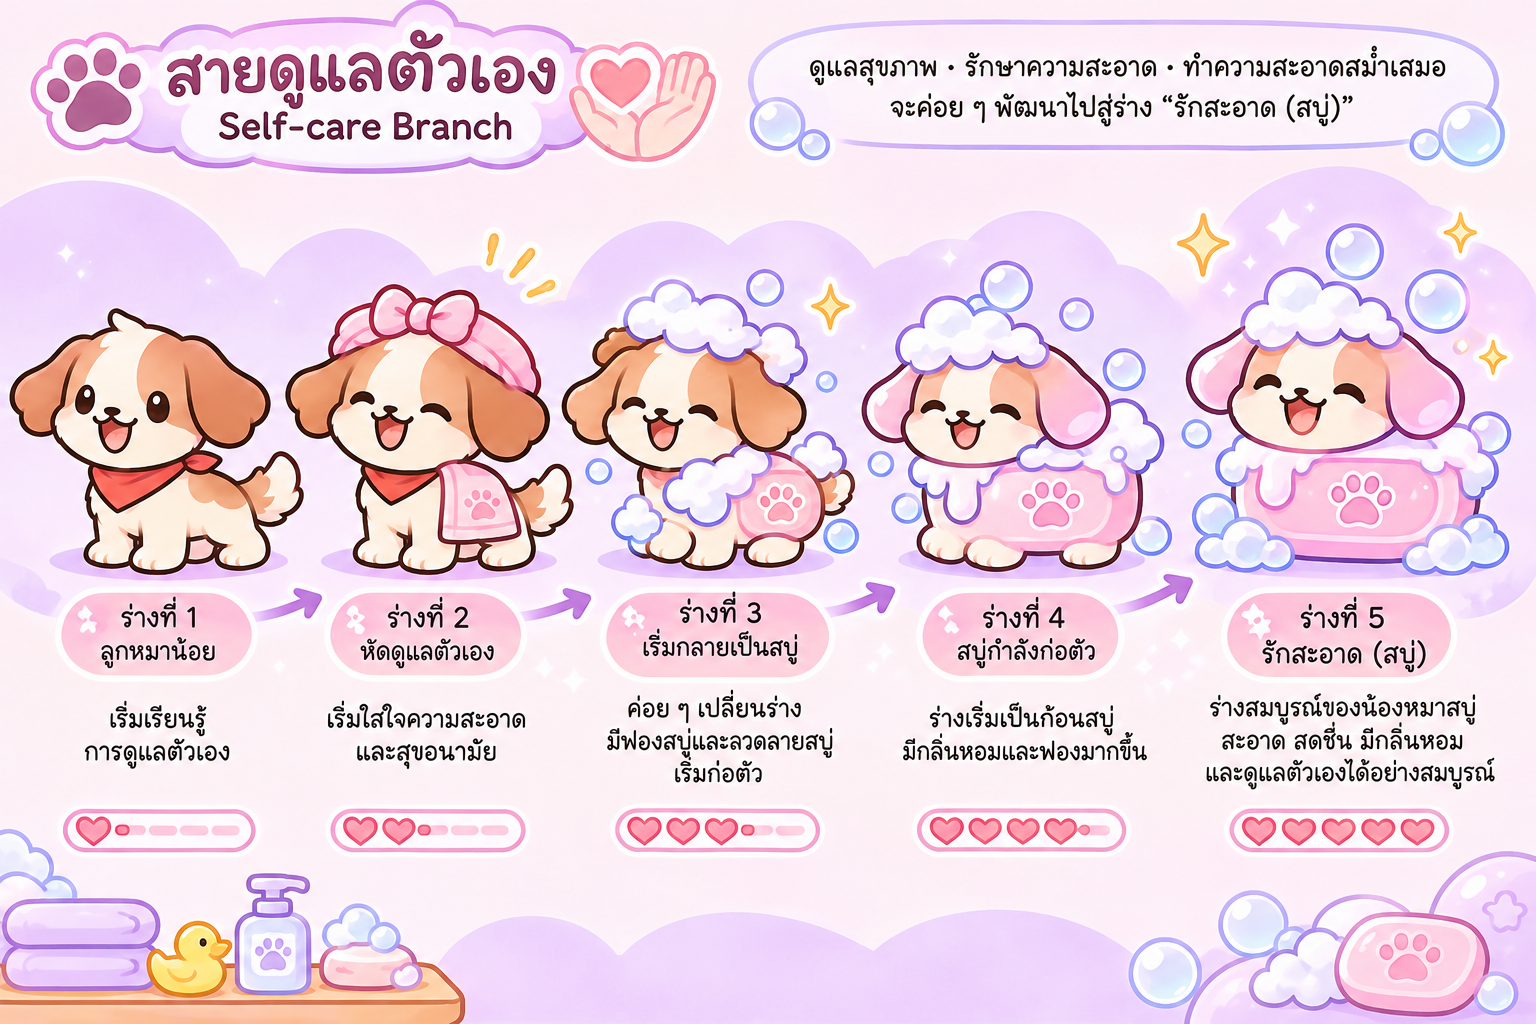 สายดูแลตัวเอง
Self-care Branch
ดูแลสุขภาพ • รักษาความสะอาด • ทำความสะอาดสม่ำเสมอ
จะค่อย ๆ พัฒนาไปสู่ร่าง “รักสะอาด (สบู่)”
ร่างที่ 1
ลูกหมาน้อย
เริ่มเรียนรู้
การดูแลตัวเอง
ร่างที่ 2
หัดดูแลตัวเอง
เริ่มใส่ใจความสะอาด
และสุขอนามัย
ร่างที่ 3
เริ่มกลายเป็นสบู่
ค่อย ๆ เปลี่ยนร่าง
มีฟองสบู่และลวดลายสบู่
เริ่มก่อตัว
ร่างที่ 4
สบู่กำลังก่อตัว
ร่างเริ่มเป็นก้อนสบู่
มีกลิ่นหอมและฟองมากขึ้น
ร่างที่ 5
รักสะอาด (สบู่)
ร่างสมบูรณ์ของน้องหมาสบู่
สะอาด สดชื่น มีกลิ่นหอม
และดูแลตัวเองได้อย่างสมบูรณ์